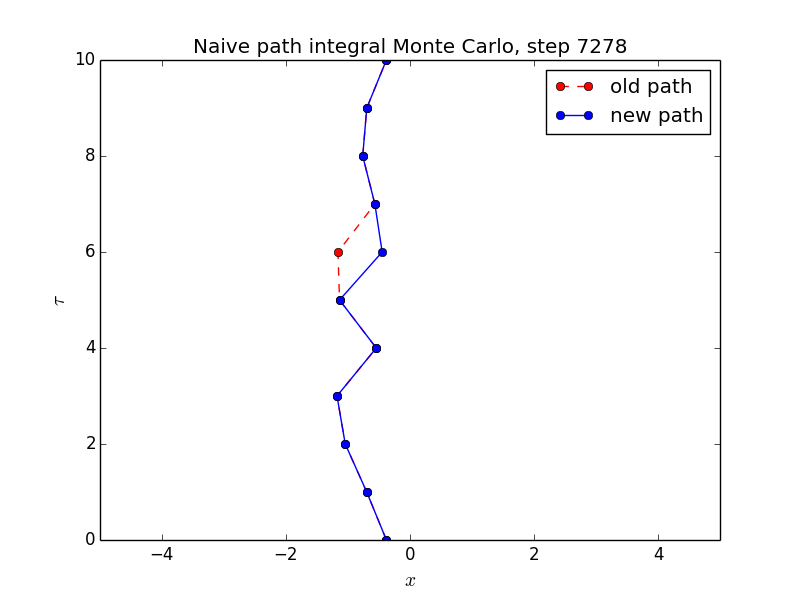 Naive path integral Monte Carlo, step 7278
old path
new path
10
8
6
4
2
0
τ
−4 −2 0 2 4
x